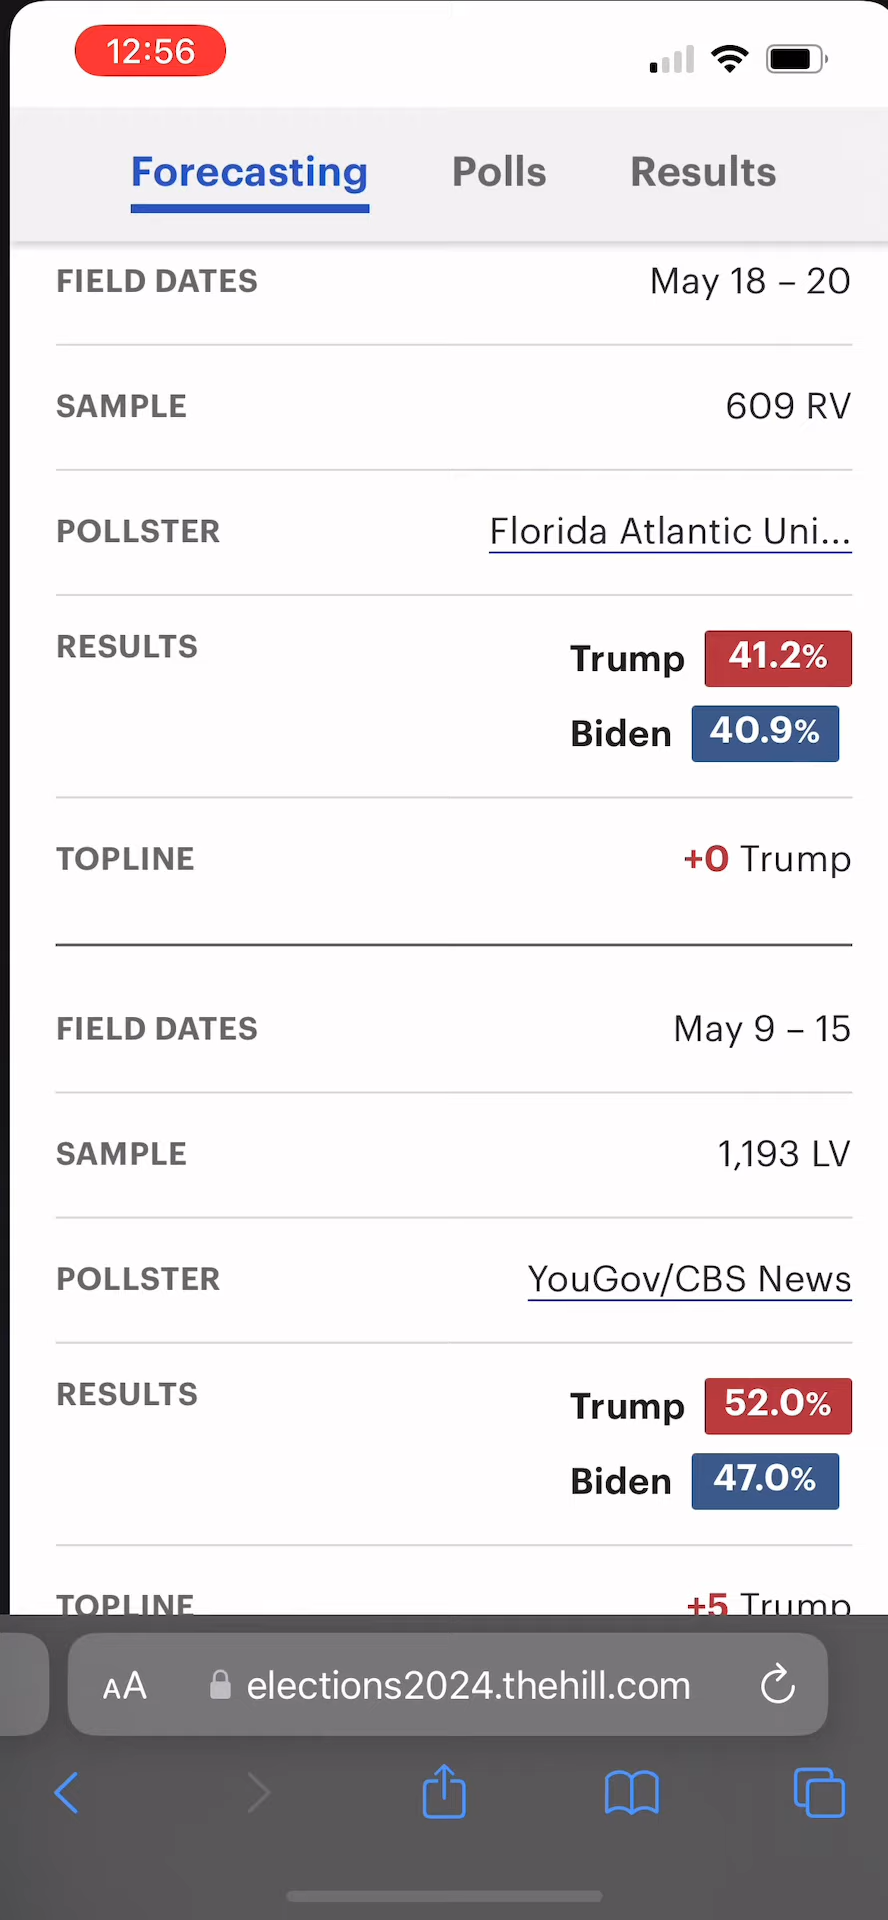 12:56
Forecasting Polls Results
FIELD DATES May 18 – 20
SAMPLE 609 RV
POLLSTER Florida Atlantic Uni...
RESULTS Trump 41.2%
Biden 40.9%
TOPLINE +0 Trump
FIELD DATES May 9 – 15
SAMPLE 1,193 LV
POLLSTER YouGov/CBS News
RESULTS Trump 52.0%
Biden 47.0%
TOPLINE +5 Trump
AA elections2024.thehill.com